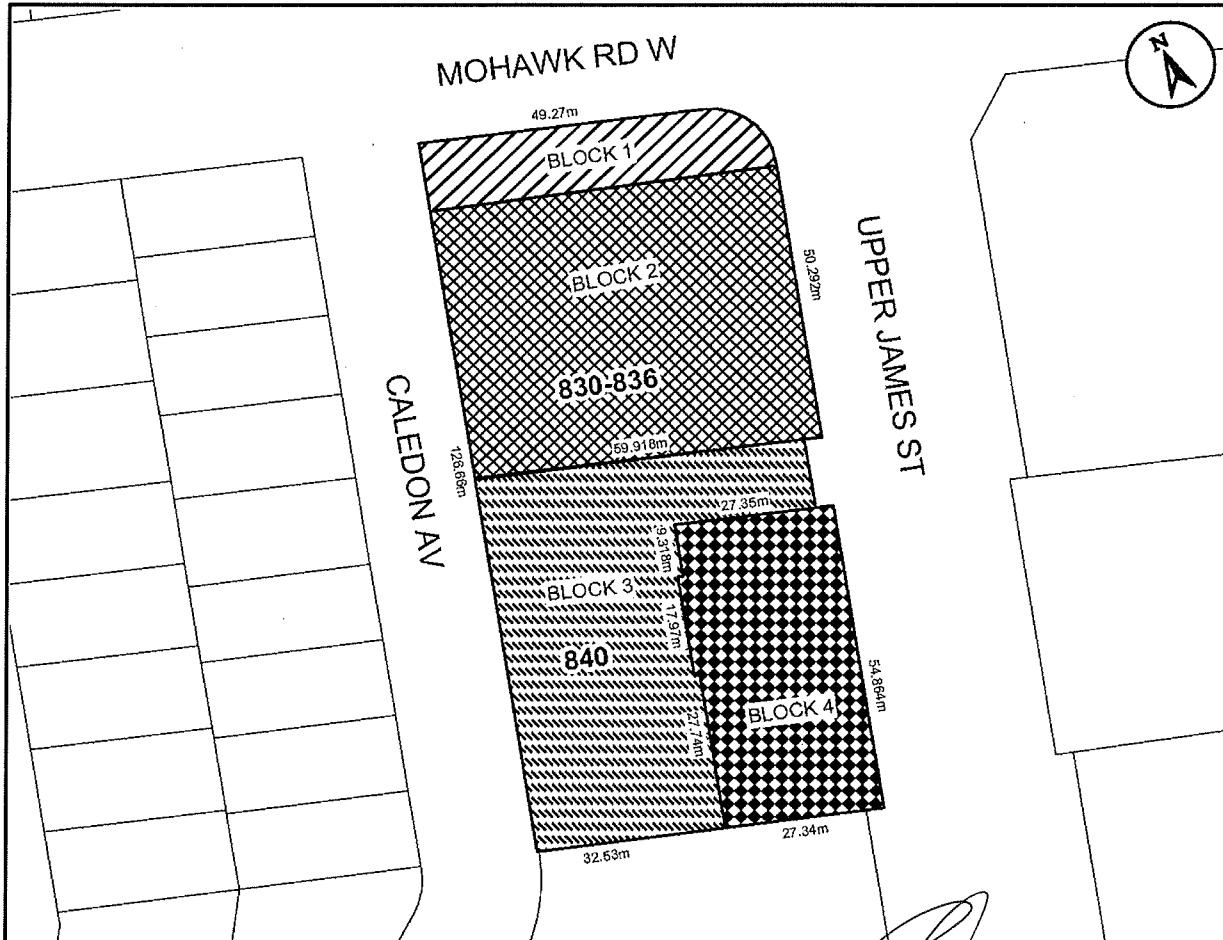 N
MOHAWK RD W
49.27m
BLOCK 1
UPPER JAMES ST
50.292m
BLOCK 2
830-836
CALEDON AV
126.66m
59.918m
27.35m
9.318m
BLOCK 3
17.97m
840
54.864m
BLOCK 4
27.74m
27.34m
32.53m